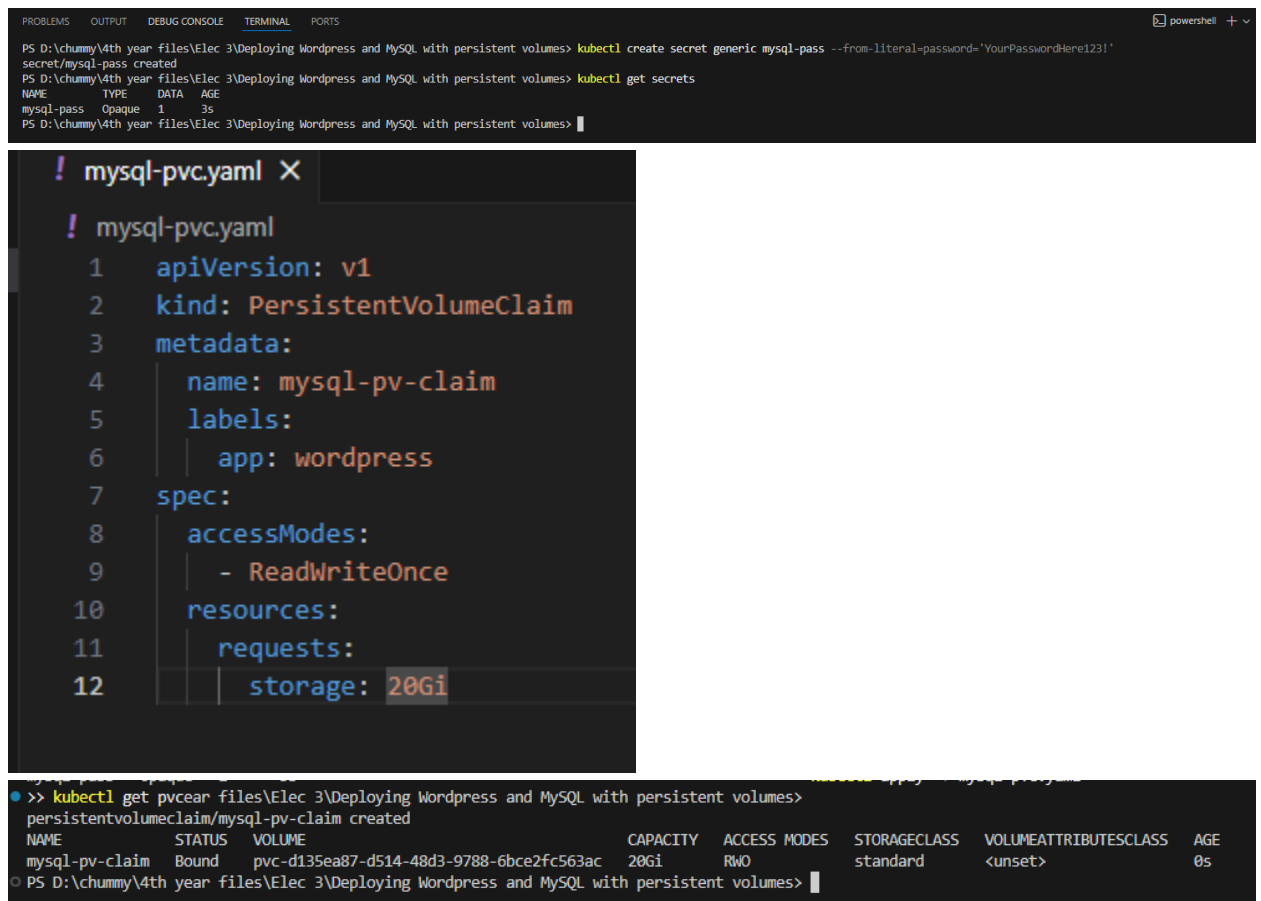 PROBLEMS OUTPUT DEBUG CONSOLE TERMINAL PORTS powershell
PS D:\chummy\4th year files\Elec 3\Deploying Wordpress and MySQL with persistent volumes> kubectl create secret generic mysql-pass --from-literal=password='YourPasswordHere123!'
secret/mysql-pass created
PS D:\chummy\4th year files\Elec 3\Deploying Wordpress and MySQL with persistent volumes> kubectl get secrets
NAME TYPE DATA AGE
mysql-pass Opaque 1 3s
PS D:\chummy\4th year files\Elec 3\Deploying Wordpress and MySQL with persistent volumes>
! mysql-pvc.yaml
! mysql-pvc.yaml
1 apiVersion: v1
2 kind: PersistentVolumeClaim
3 metadata:
4 name: mysql-pv-claim
5 labels:
6 app: wordpress
7 spec:
8 accessModes:
9 - ReadWriteOnce
10 resources:
11 requests:
12 storage: 20Gi
>> kubectl get pvcear files\Elec 3\Deploying Wordpress and MySQL with persistent volumes>
persistentvolumeclaim/mysql-pv-claim created
NAME STATUS VOLUME CAPACITY ACCESS MODES STORAGECLASS VOLUMEATTRIBUTESCLASS AGE
mysql-pv-claim Bound pvc-d135ea87-d514-48d3-9788-6bce2fc563ac 20Gi RWO standard <unset> 0s
PS D:\chummy\4th year files\Elec 3\Deploying Wordpress and MySQL with persistent volumes>